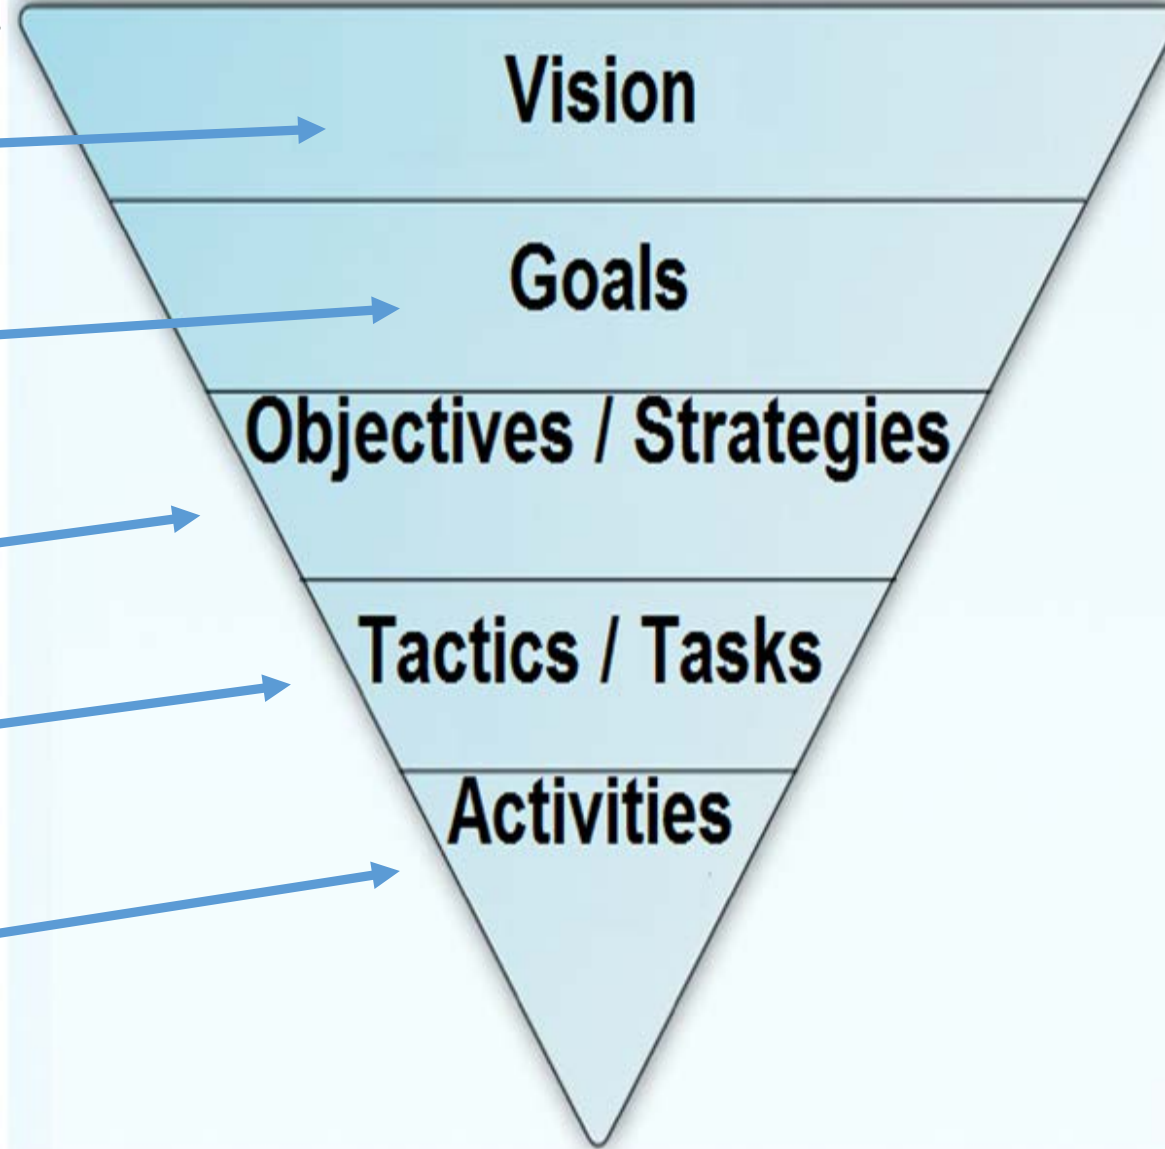 Vision
Goals
Objectives / Strategies
Tactics / Tasks
Activities